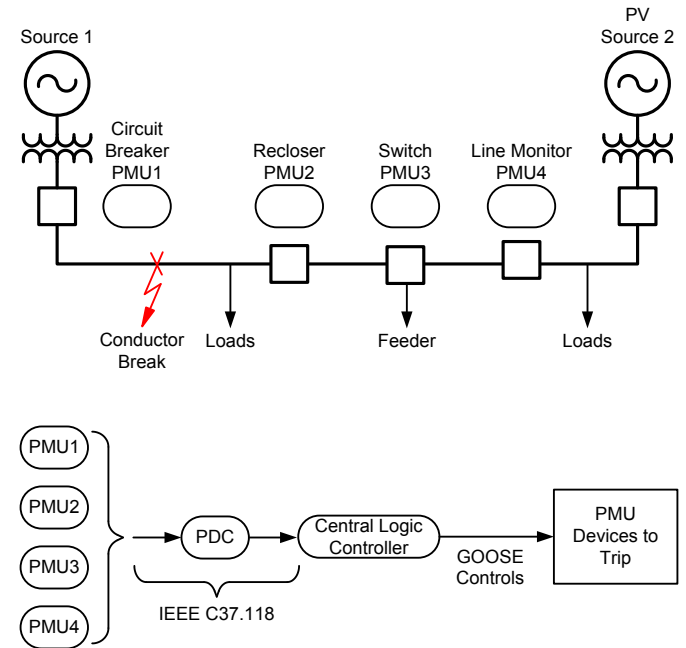 Source 1
PV
Source 2
Circuit
Breaker
PMU1
Recloser
PMU2
Switch
PMU3
Line Monitor
PMU4
Conductor
Break
Loads
Feeder
Loads
PMU1
PMU2
PMU3
PMU4
PDC
IEEE C37.118
Central Logic
Controller
GOOSE
Controls
PMU
Devices to
Trip